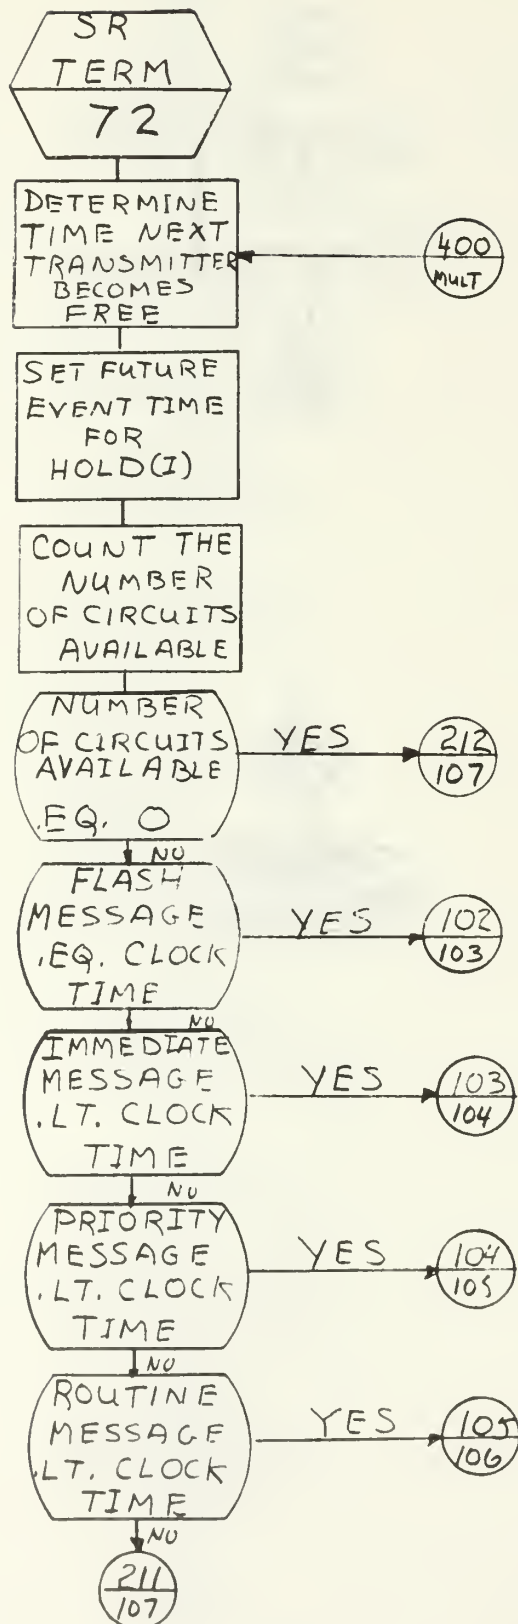 SR
TERM
72
DETERMINE
TIME NEXT
TRANSMITTER
BECOMES
FREE
400
MULT
SET FUTURE
EVENT TIME
FOR
HOLD(I)
COUNT THE
NUMBER
OF CIRCUITS
AVAILABLE
NUMBER
OF CIRCUITS
AVAILABLE
.EQ. 0
YES
212
107
NO
FLASH
MESSAGE
.EQ. CLOCK
TIME
YES
102
103
NO
IMMEDIATE
MESSAGE
.LT. CLOCK
TIME
YES
103
104
NO
PRIORITY
MESSAGE
.LT. CLOCK
TIME
YES
104
105
NO
ROUTINE
MESSAGE
.LT. CLOCK
TIME
YES
105
106
NO
211
107